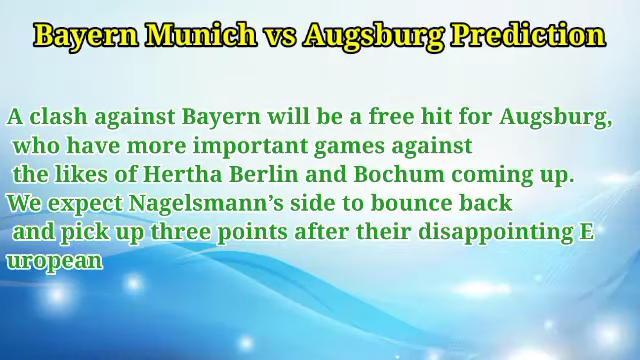 Bayern Munich vs Augsburg Prediction
A clash against Bayern will be a free hit for Augsburg,
who have more important games against
the likes of Hertha Berlin and Bochum coming up.
We expect Nagelsmann’s side to bounce back
and pick up three points after their disappointing E
uropean